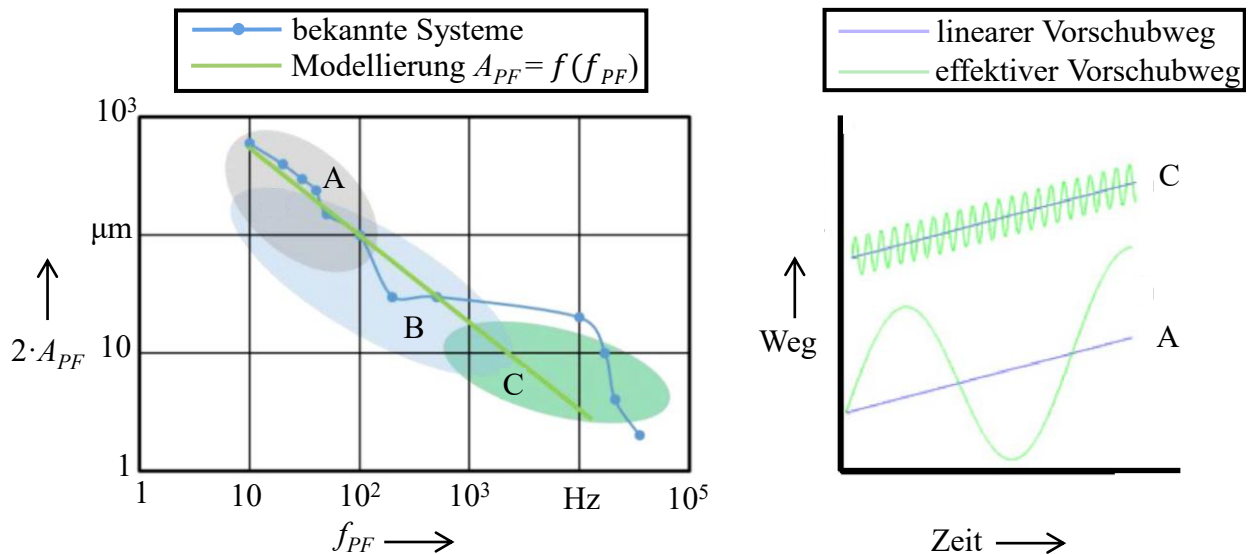 bekannte Systeme
Modellierung A_PF = f(f_PF)
10³
µm
2·A_PF
10
1
A
B
C
1 10 10² 10³ Hz 10⁵
f_PF
linearer Vorschubweg
effektiver Vorschubweg
Weg
C
A
Zeit